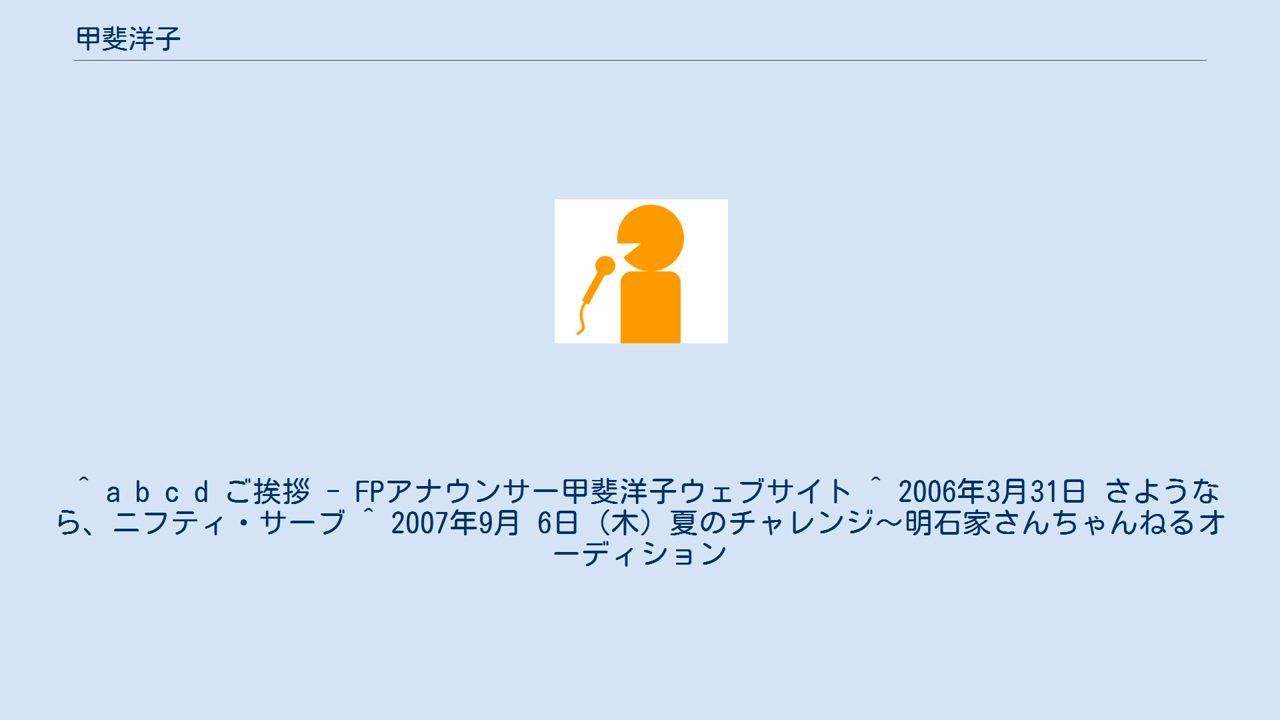 甲斐洋子
^ a b c d ご挨拶 - FPアナウンサー甲斐洋子ウェブサイト ^ 2006年3月31日 さような
ら、ニフティ・サーブ ^ 2007年9月 6日（木）夏のチャレンジ～明石家さんちゃんねるオ
ーディション